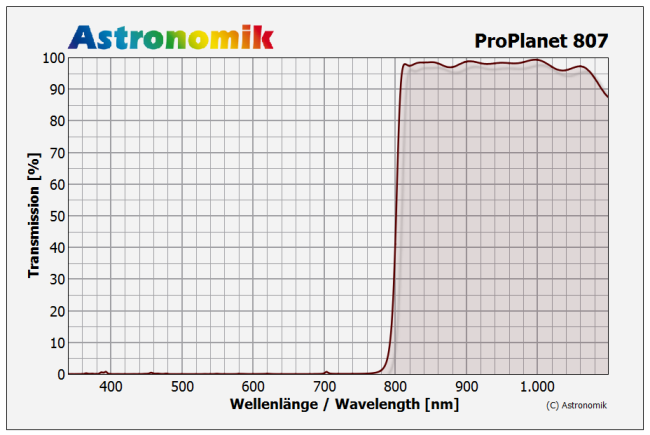 Astronomik
ProPlanet 807
Transmission [%]
100
90
80
70
60
50
40
30
20
10
0
400 500 600 700 800 900 1.000
Wellenlänge / Wavelength [nm]
(C) Astronomik